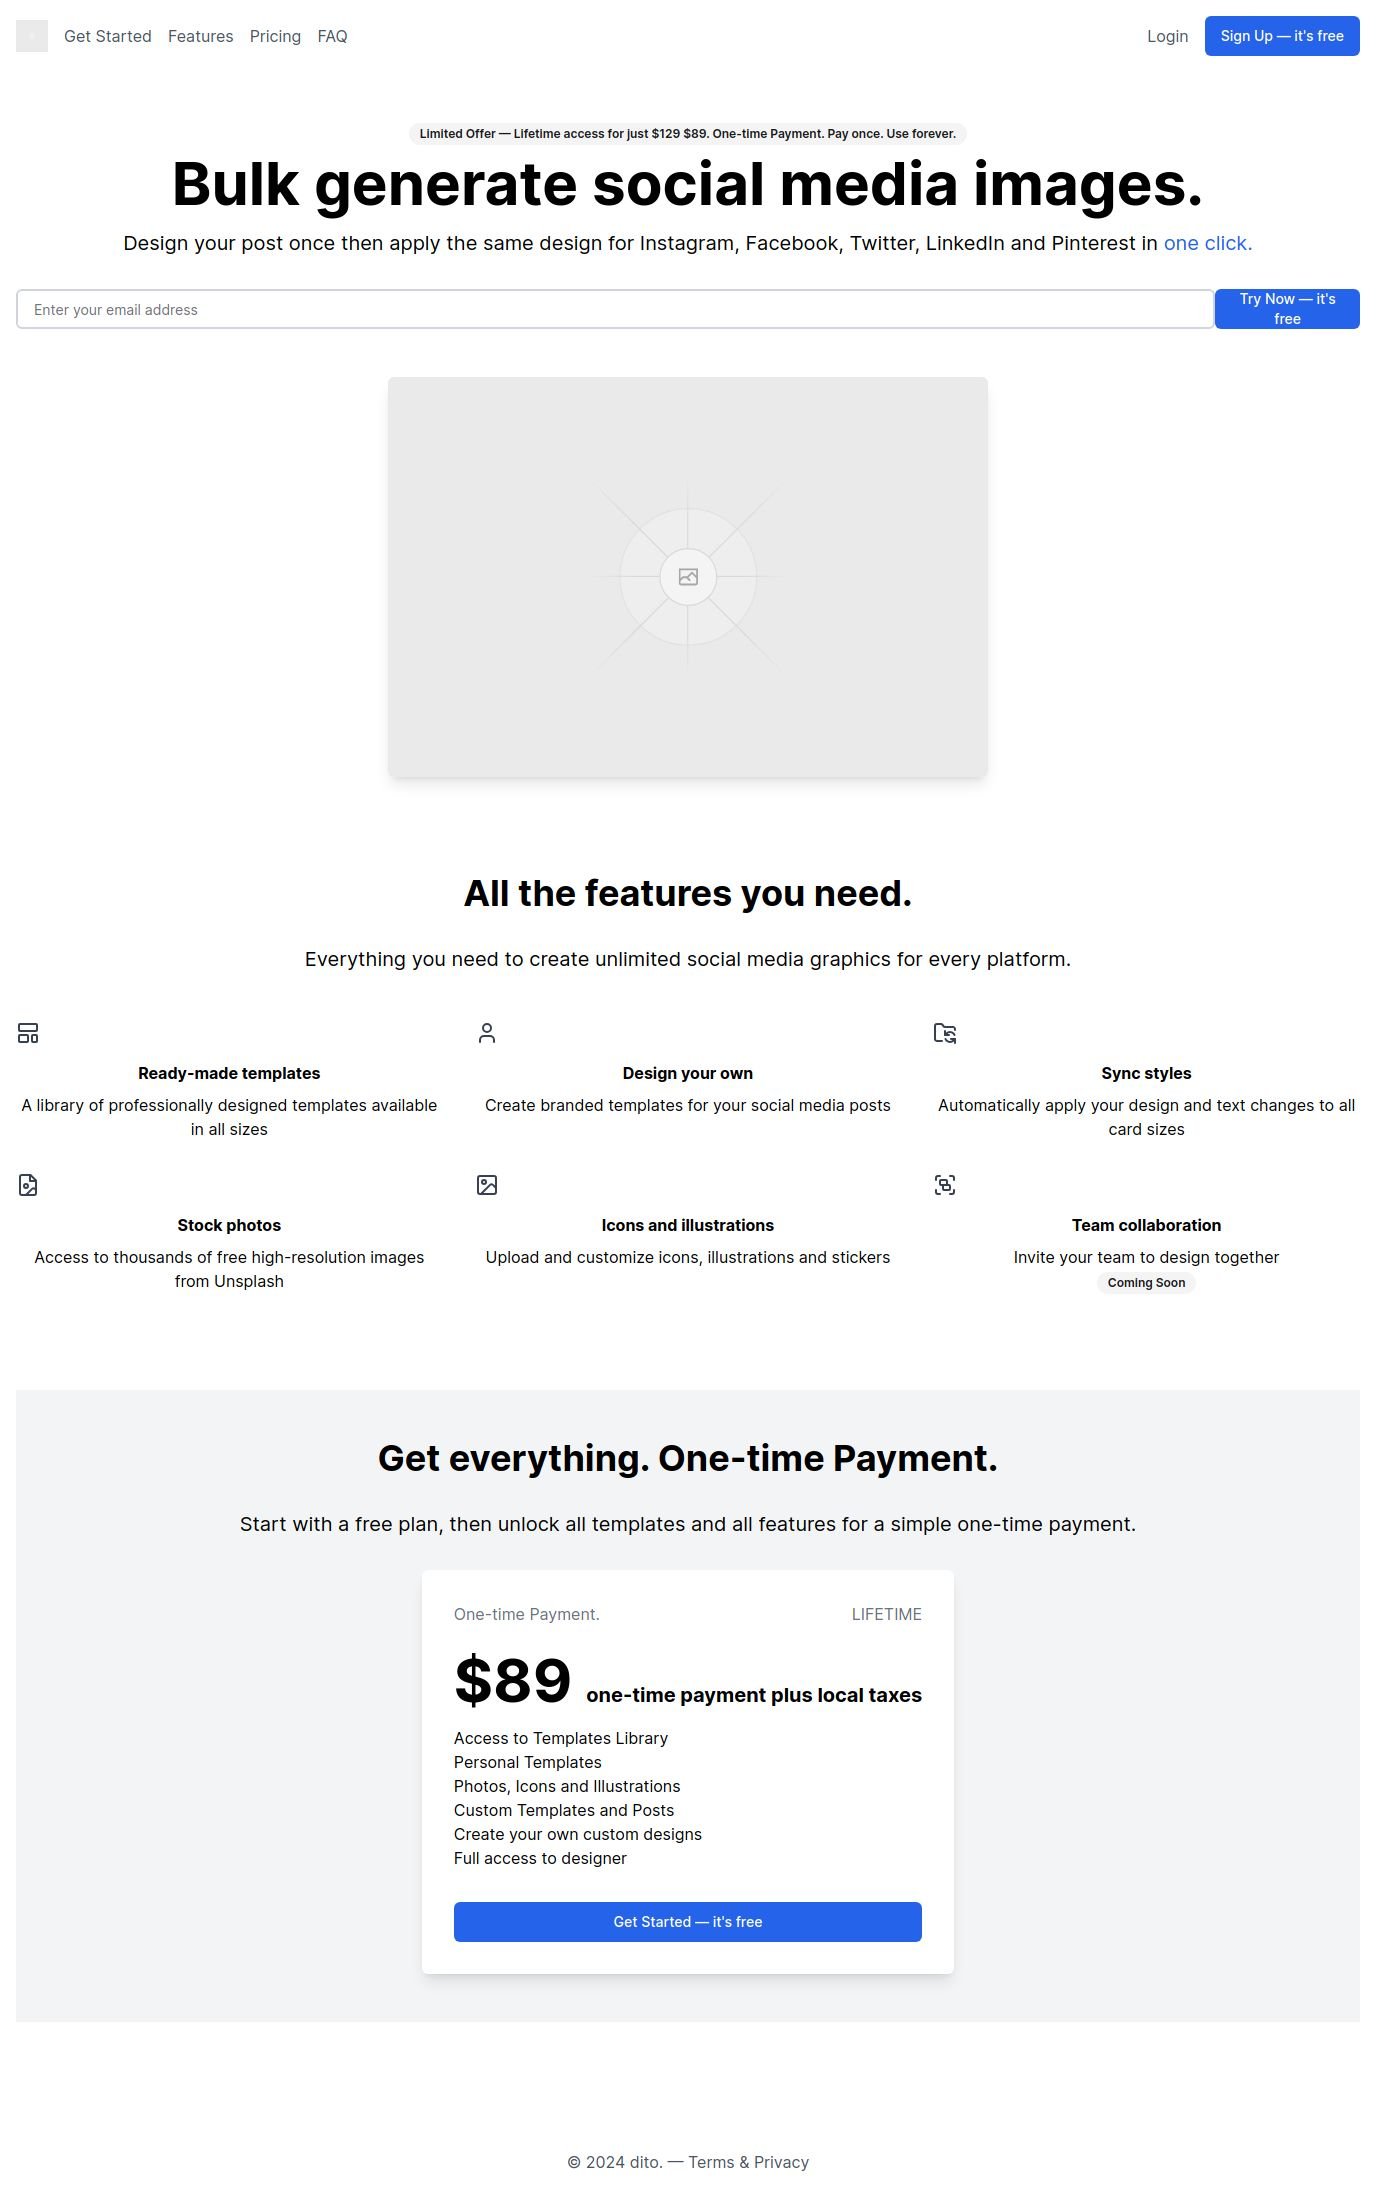 Get Started Features Pricing FAQ Login Sign Up — it's free
Limited Offer — Lifetime access for just $129 $89. One-time Payment. Pay once. Use forever.
Bulk generate social media images.
Design your post once then apply the same design for Instagram, Facebook, Twitter, LinkedIn and Pinterest in one click.
Enter your email address
Try Now — it's
free
All the features you need.
Everything you need to create unlimited social media graphics for every platform.
Ready-made templates
A library of professionally designed templates available
in all sizes
Design your own
Create branded templates for your social media posts
Sync styles
Automatically apply your design and text changes to all
card sizes
Stock photos
Access to thousands of free high-resolution images
from Unsplash
Icons and illustrations
Upload and customize icons, illustrations and stickers
Team collaboration
Invite your team to design together
Coming Soon
Get everything. One-time Payment.
Start with a free plan, then unlock all templates and all features for a simple one-time payment.
One-time Payment. LIFETIME
$89 one-time payment plus local taxes
Access to Templates Library
Personal Templates
Photos, Icons and Illustrations
Custom Templates and Posts
Create your own custom designs
Full access to designer
Get Started — it's free
© 2024 dito. — Terms & Privacy